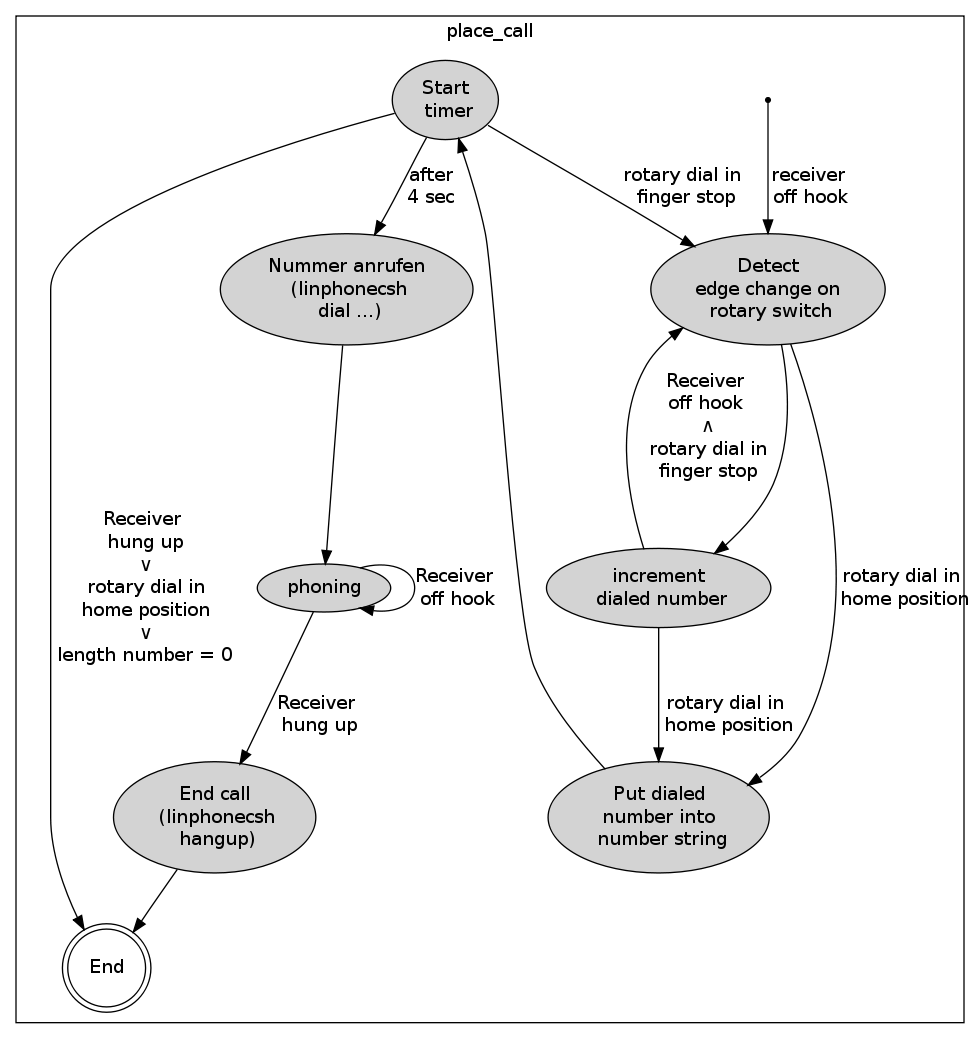 place_call
Start
timer
after
4 sec
rotary dial in
finger stop
receiver
off hook
Nummer anrufen
(linphonecsh
dial ...)
Detect
edge change on
rotary switch
Receiver
off hook
∧
rotary dial in
finger stop
Receiver
hung up
∨
rotary dial in
home position
∨
length number = 0
phoning
Receiver
off hook
increment
dialed number
rotary dial in
home position
Receiver
hung up
rotary dial in
home position
End call
(linphonecsh
hangup)
Put dialed
number into
number string
End